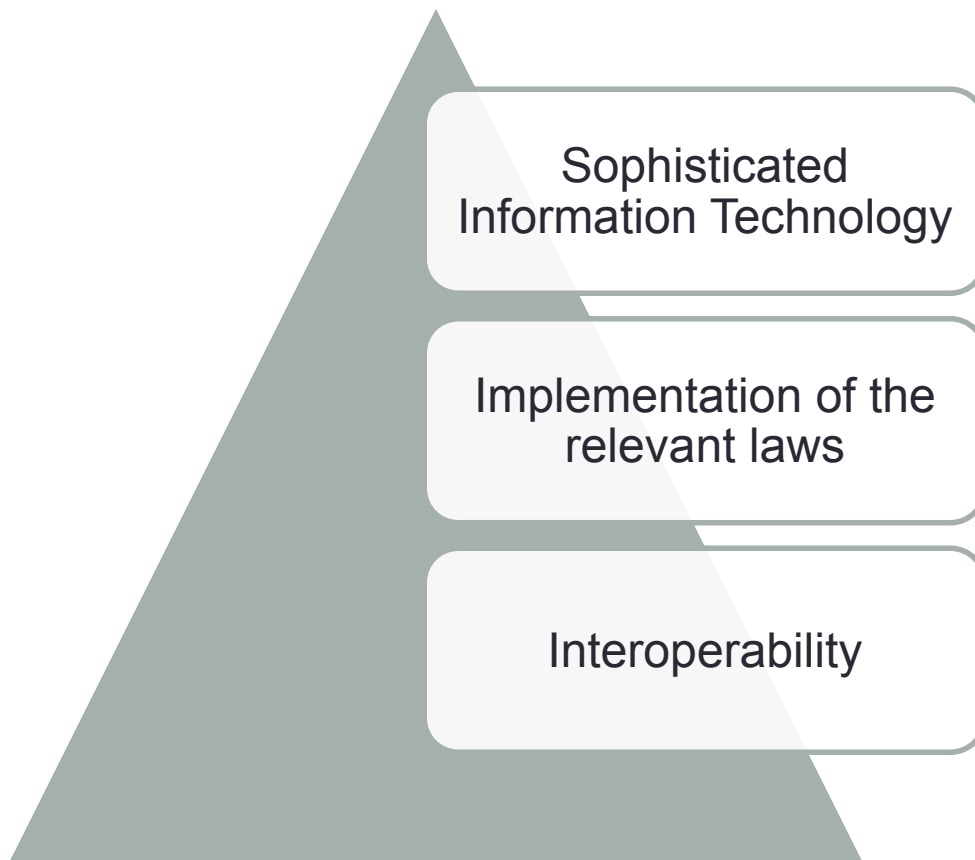 Sophisticated
Information Technology
Implementation of the
relevant laws
Interoperability